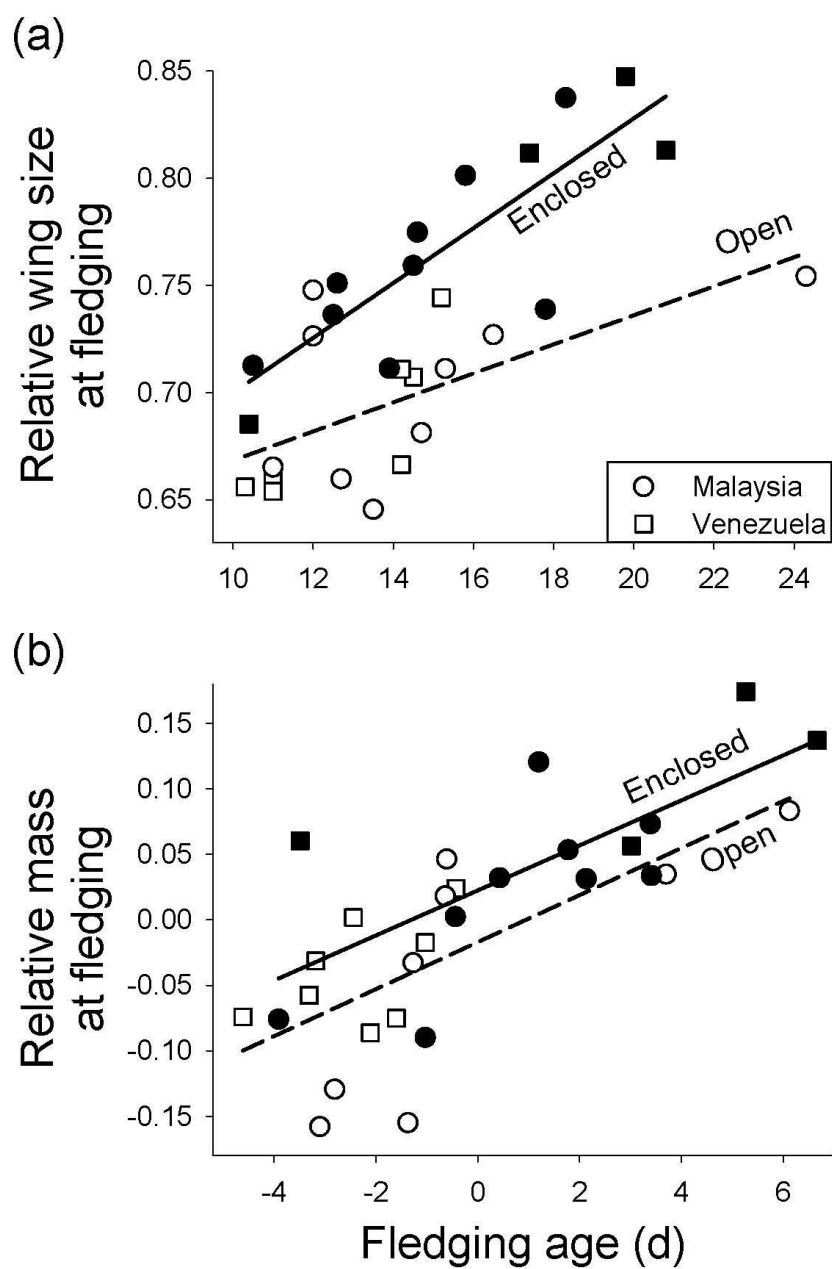 (a)
Relative wing size
at fledging
0.85
0.80
0.75
0.70
0.65
Enclosed
Open
Malaysia
Venezuela
10 12 14 16 18 20 22 24
(b)
Relative mass
at fledging
0.15
0.10
0.05
0.00
-0.05
-0.10
-0.15
Enclosed
Open
-4 -2 0 2 4 6
Fledging age (d)